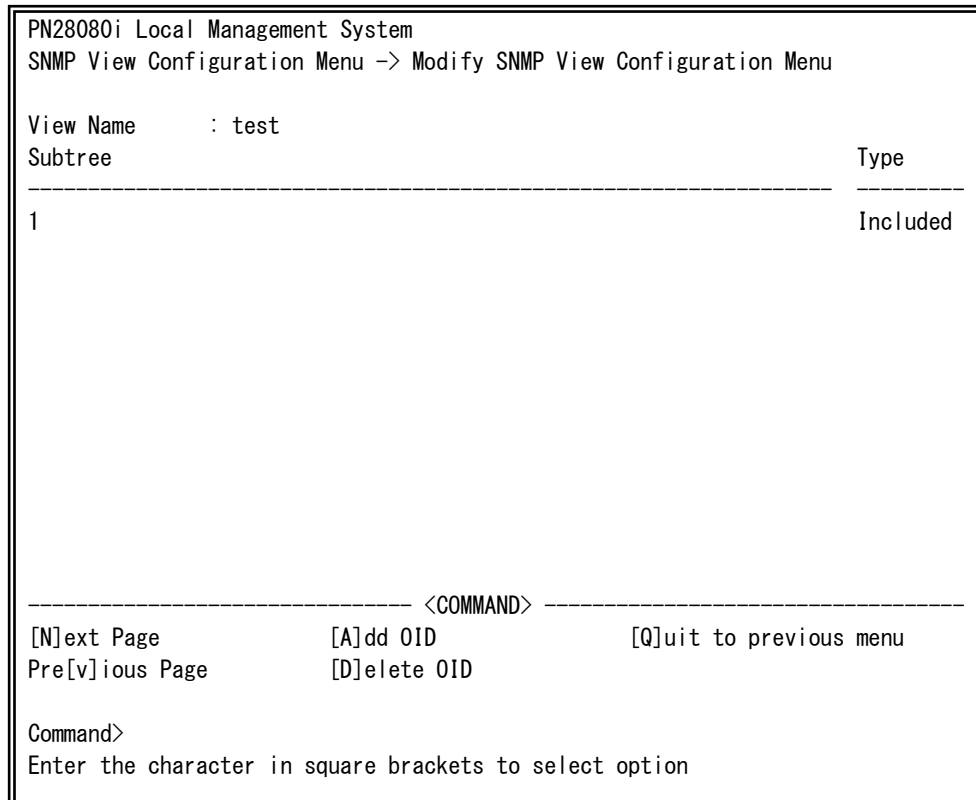 PN28080i Local Management System
SNMP View Configuration Menu -> Modify SNMP View Configuration Menu
View Name : test
Subtree Type
------------------------------------------------------------------- ---------
1 Included
-------------------------------- <COMMAND> -----------------------------------
[N]ext Page [A]dd OID [Q]uit to previous menu
Pre[v]ious Page [D]elete OID
Command>
Enter the character in square brackets to select option